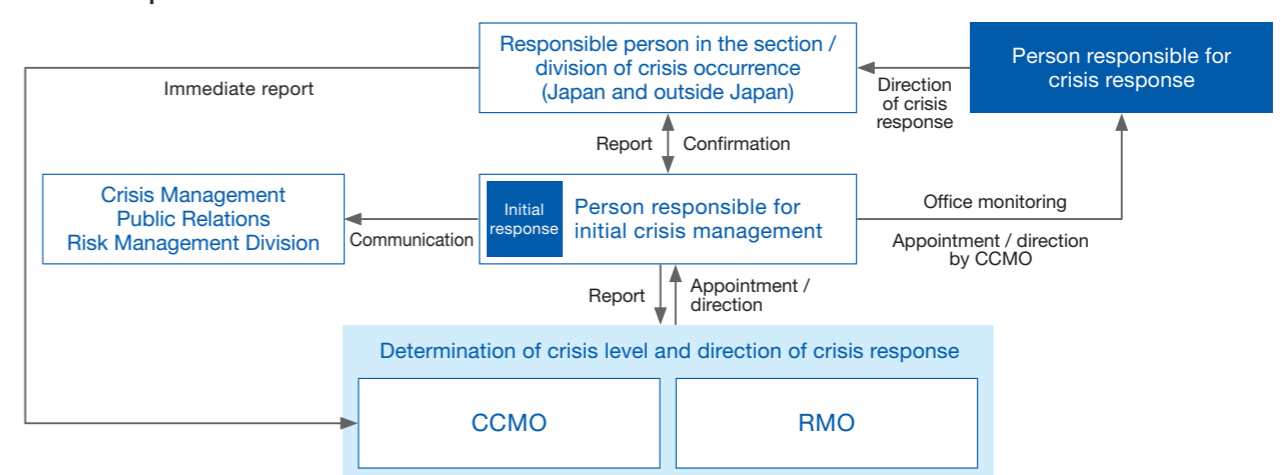 Responsible person in the section /
division of crisis occurrence
(Japan and outside Japan)
Person responsible for
crisis response
Immediate report
Direction
of crisis
response
Report
Confirmation
Crisis Management
Public Relations
Risk Management Division
Communication
Initial
response
Person responsible for
initial crisis management
Office monitoring
Appointment / direction
by CCMO
Report
Appointment /
direction
Determination of crisis level and direction of crisis response
CCMO
RMO